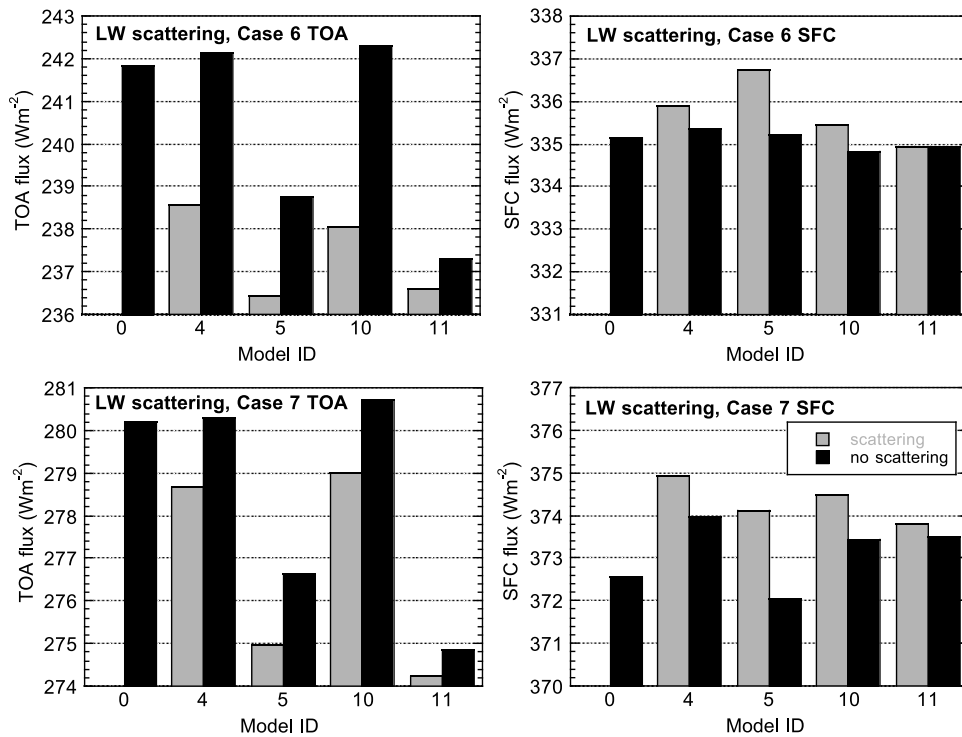 LW scattering, Case 6 TOA
TOA flux (Wm-2)
243
242
241
240
239
238
237
236
0 4 5 10 11
Model ID
LW scattering, Case 6 SFC
SFC flux (Wm-2)
338
337
336
335
334
333
332
331
0 4 5 10 11
Model ID
LW scattering, Case 7 TOA
TOA flux (Wm-2)
281
280
279
278
277
276
275
274
0 4 5 10 11
Model ID
LW scattering, Case 7 SFC
scattering
no scattering
SFC flux (Wm-2)
377
376
375
374
373
372
371
370
0 4 5 10 11
Model ID